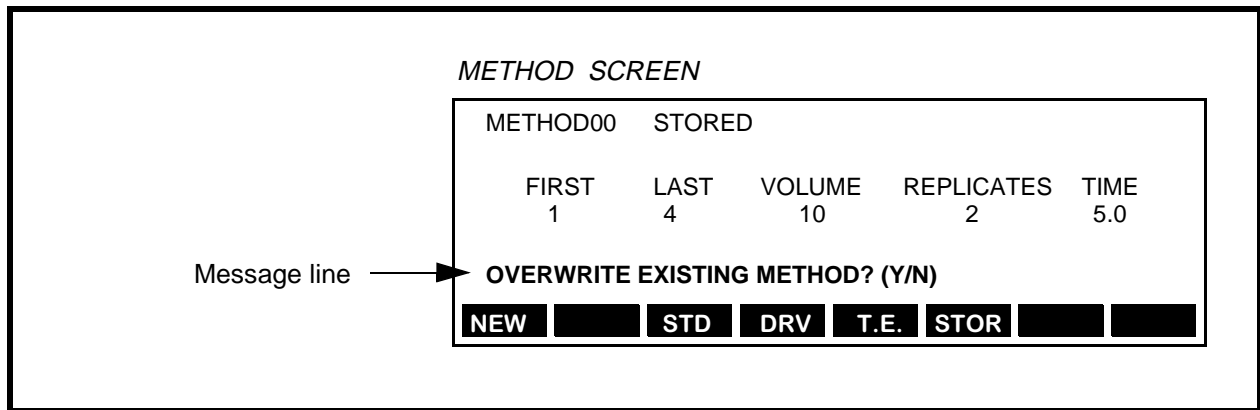 METHOD SCREEN
METHOD00 STORED
FIRST LAST VOLUME REPLICATES TIME
1 4 10 2 5.0
Message line
OVERWRITE EXISTING METHOD? (Y/N)
NEW STD DRV T.E. STOR